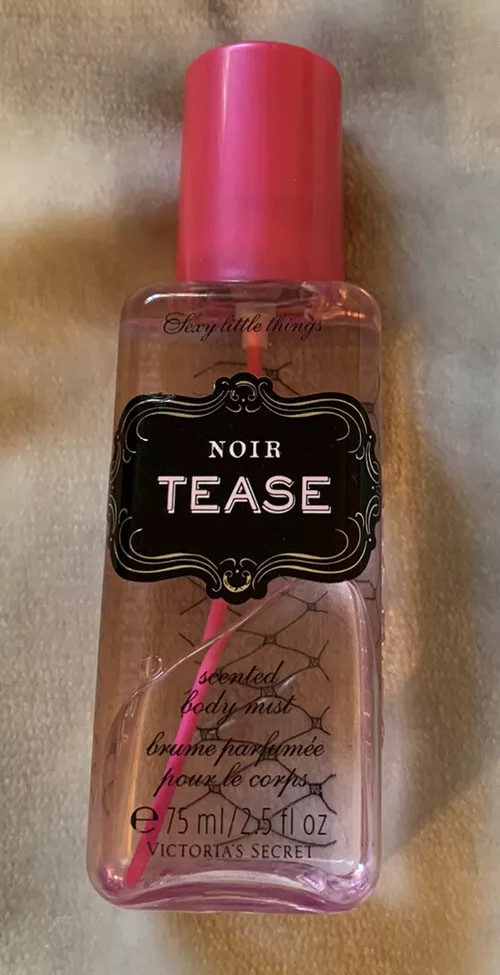 Sexy little things
NOIR
TEASE
scented
body mist
brume parfumée
pour le corps
℮ 75 ml/2.5 fl oz
VICTORIA'S SECRET